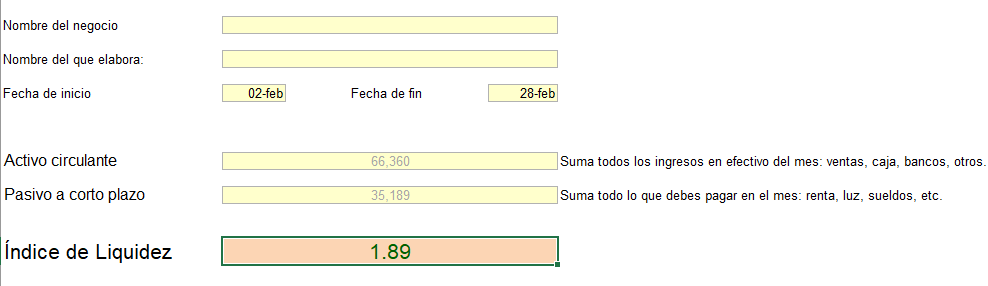 Nombre del negocio
Nombre del que elabora:
Fecha de inicio 02-feb Fecha de fin 28-feb
Activo circulante 66,360 Suma todos los ingresos en efectivo del mes: ventas, caja, bancos, otros.
Pasivo a corto plazo 35,189 Suma todo lo que debes pagar en el mes: renta, luz, sueldos, etc.
Índice de Liquidez 1.89